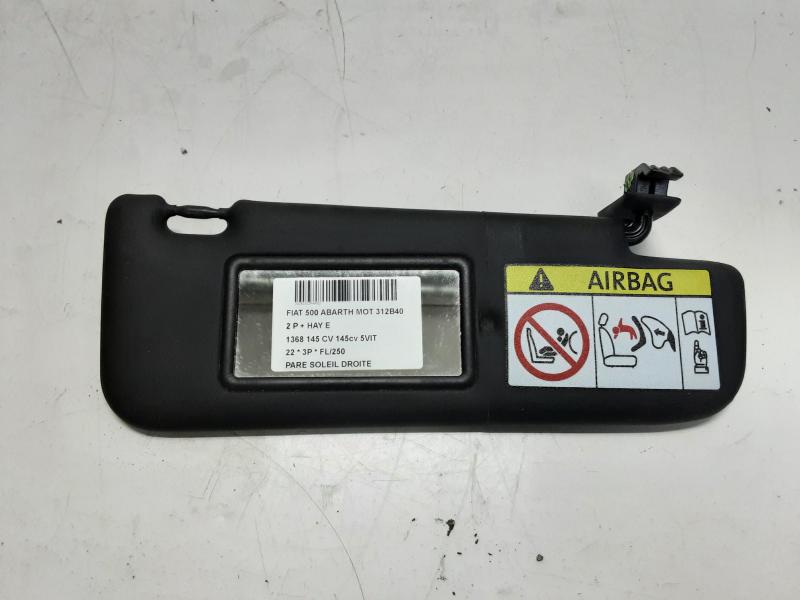 FIAT 500 ABARTH MOT 312B40
2 P + HAY E
1368 145 CV 145cv 5VIT
22 * 3P * FL/250
PARE SOLEIL DROITE
AIRBAG